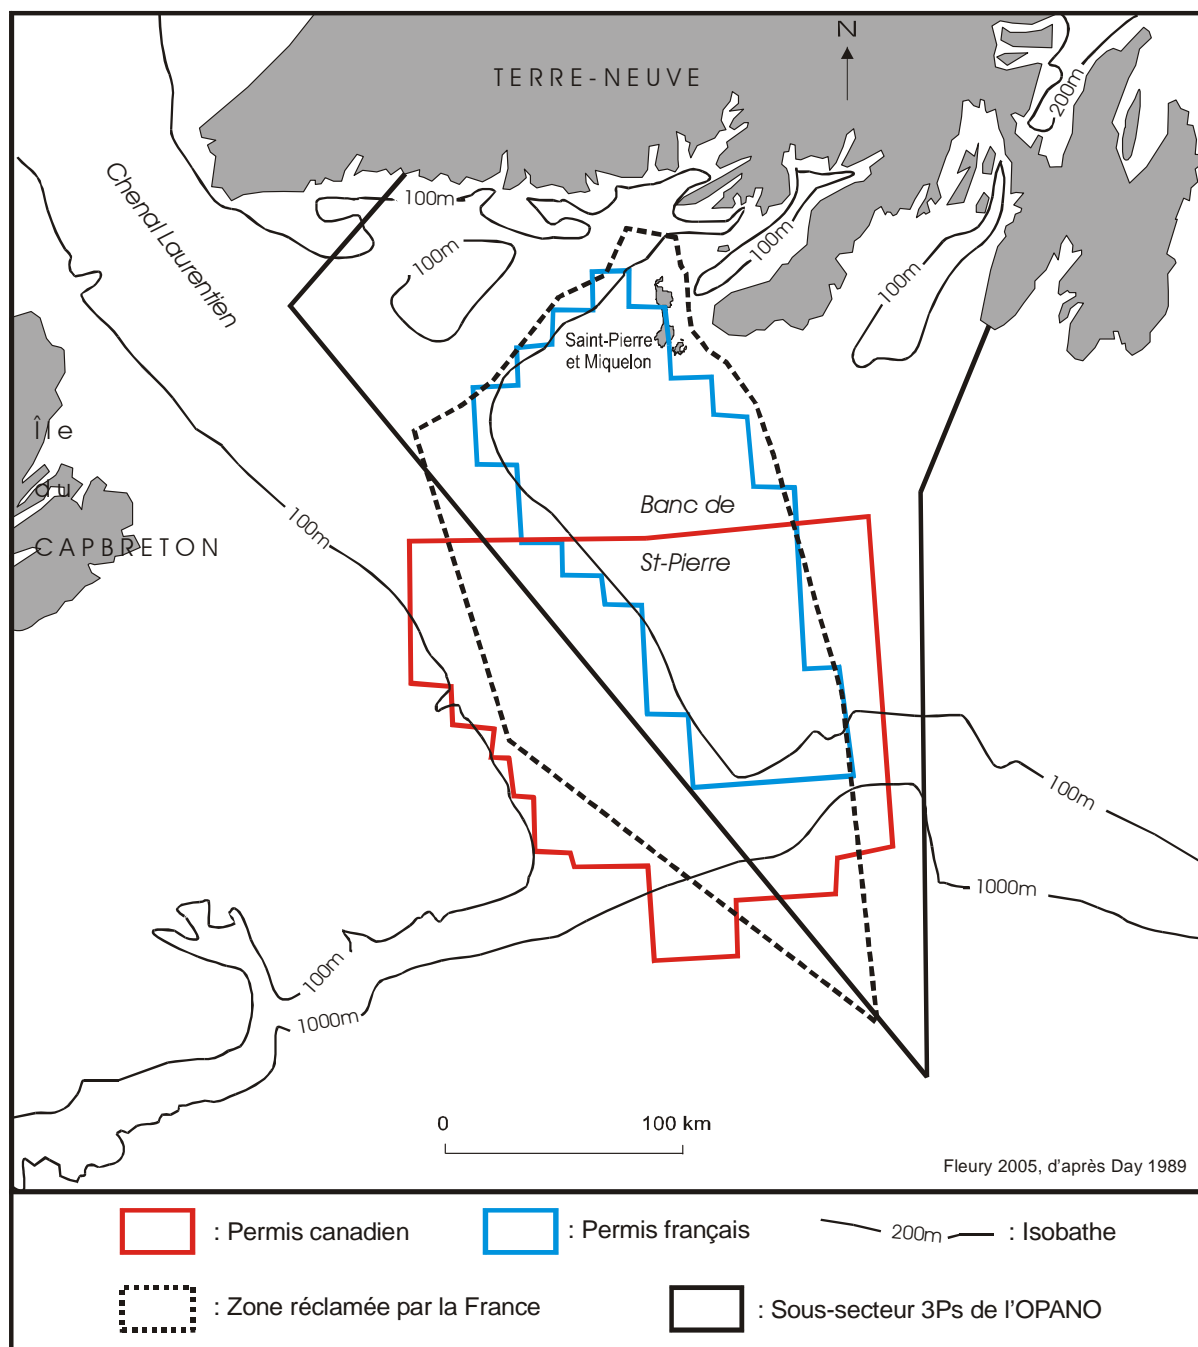 N
TERRE-NEUVE
200m
Chenal Laurentien
100m
100m
100m
100m
Saint-Pierre
et Miquelon
Île
du
CAPBRETON
100m
Banc de
St-Pierre
100m
1000m
100m
1000m
0 100 km
Fleury 2005, d'après Day 1989
: Permis canadien
: Permis français
200m
: Isobathe
: Zone réclamée par la France
: Sous-secteur 3Ps de l'OPANO